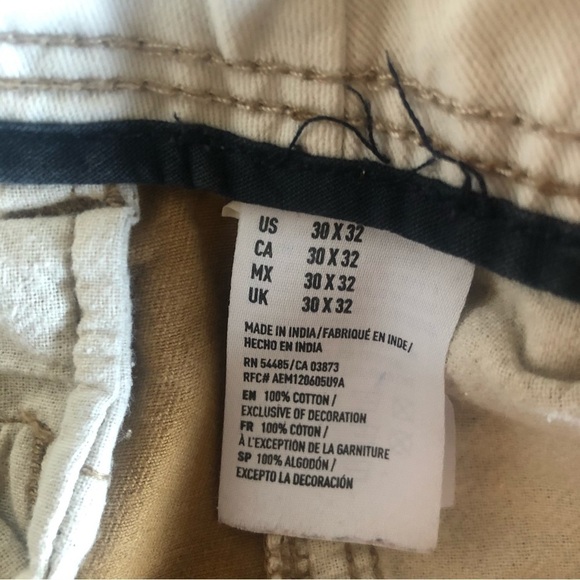 US 30 X 32
CA 30 X 32
MX 30 X 32
UK 30 X 32
MADE IN INDIA/FABRIQUÉ EN INDE/
HECHO EN INDIA
RN 54485/CA 03873
RFC# AEM120605U9A
EN 100% COTTON/
EXCLUSIVE OF DECORATION
FR 100% COTON/
À L'EXCEPTION DE LA GARNITURE
SP 100% ALGODÓN/
EXCEPTO LA DECORACIÓN